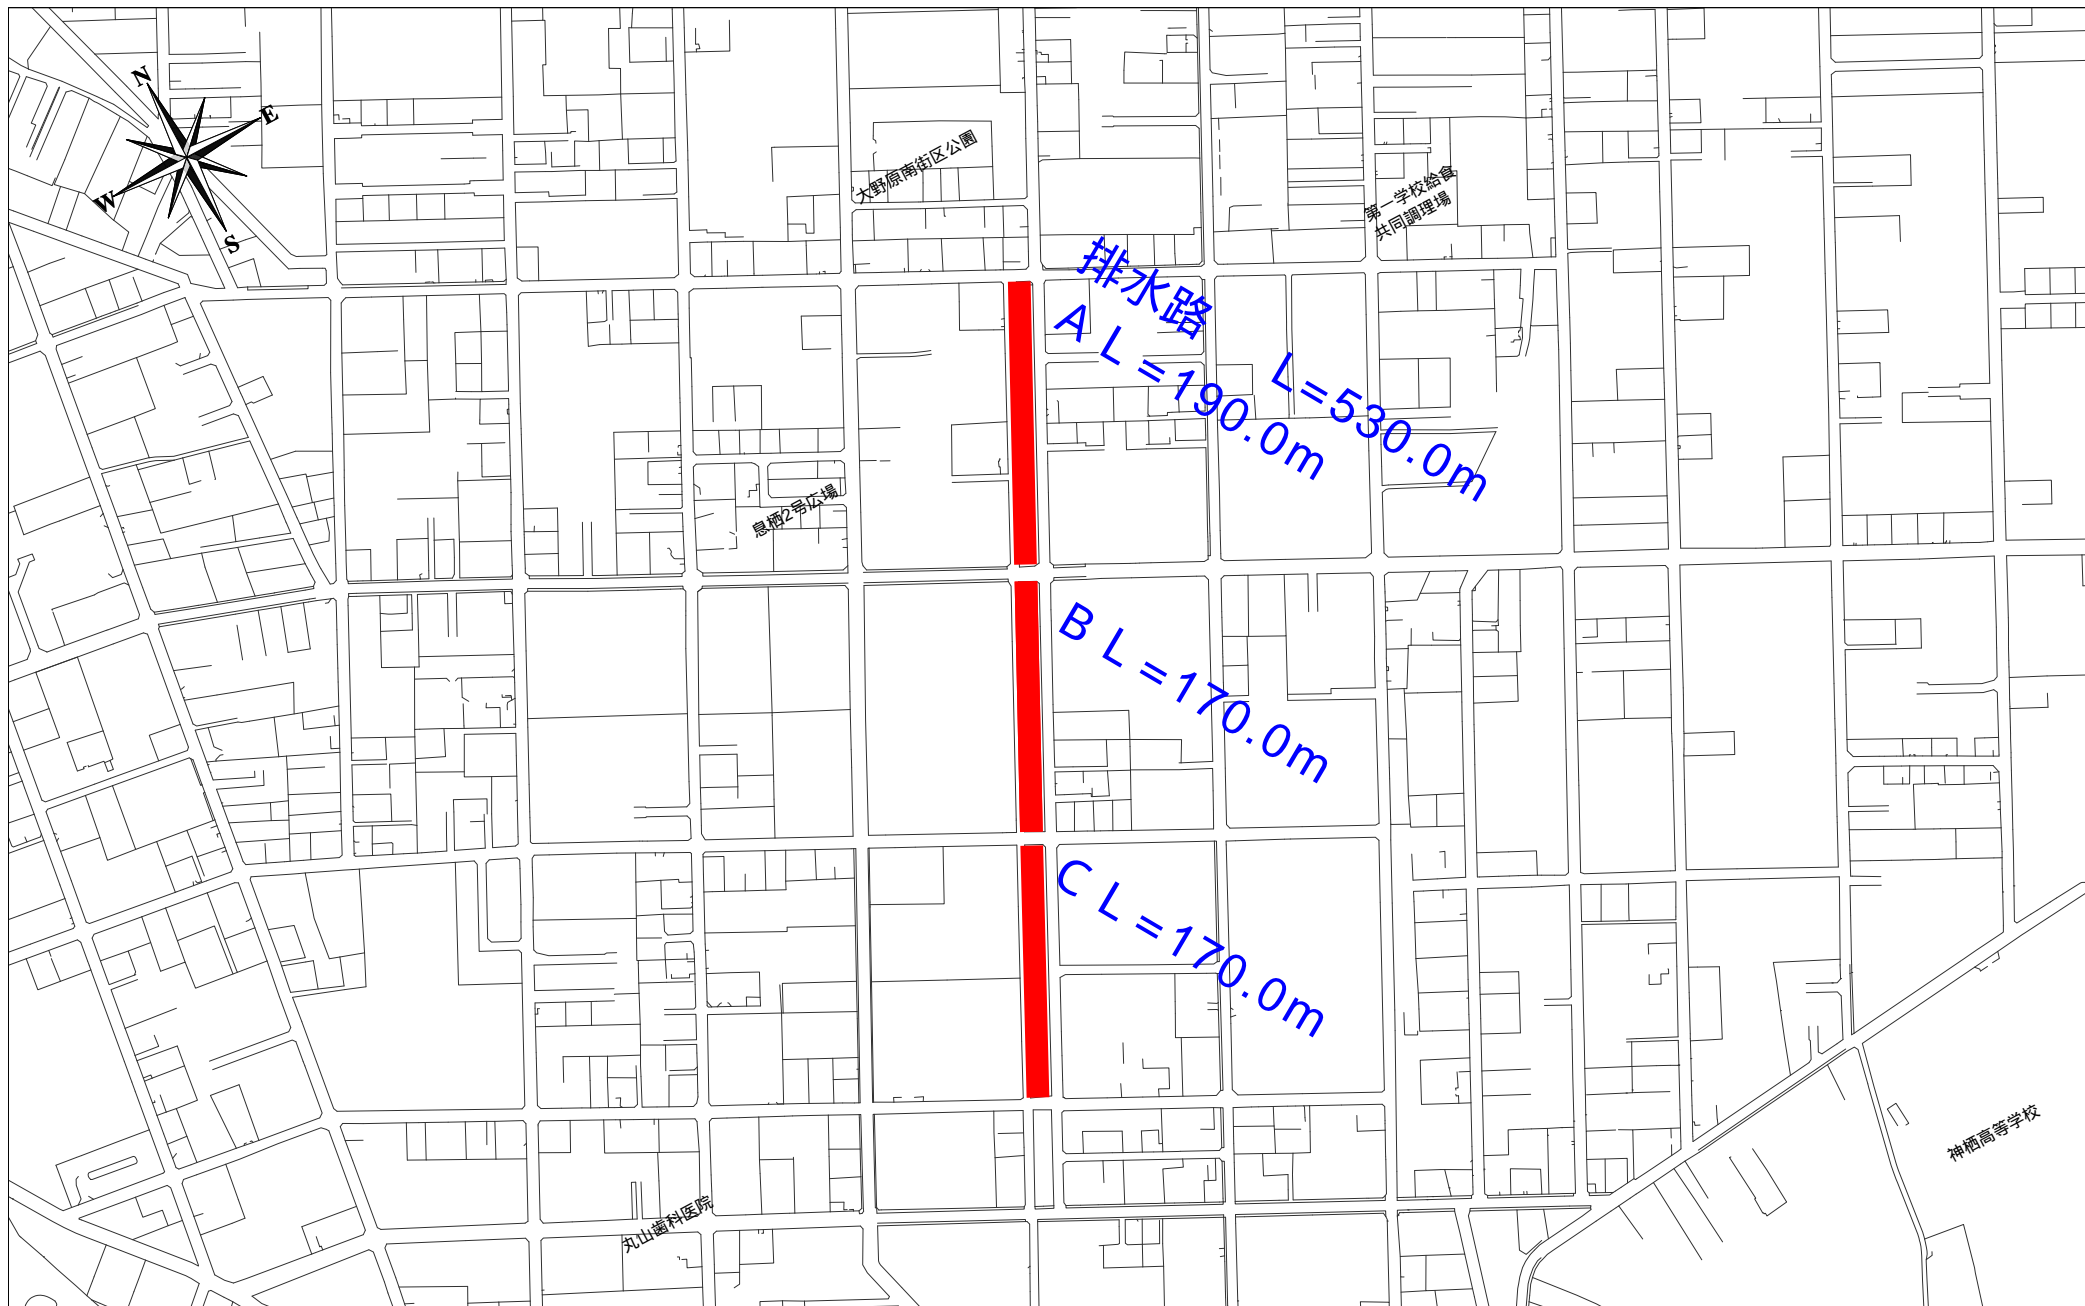 N
E
W
S
大野原南街区公園
第一学校給食
共同調理場
排水路
A L =190.0m
L=530.0m
息栖2号広場
B L =170.0m
C L =170.0m
神栖高等学校
丸山歯科医院